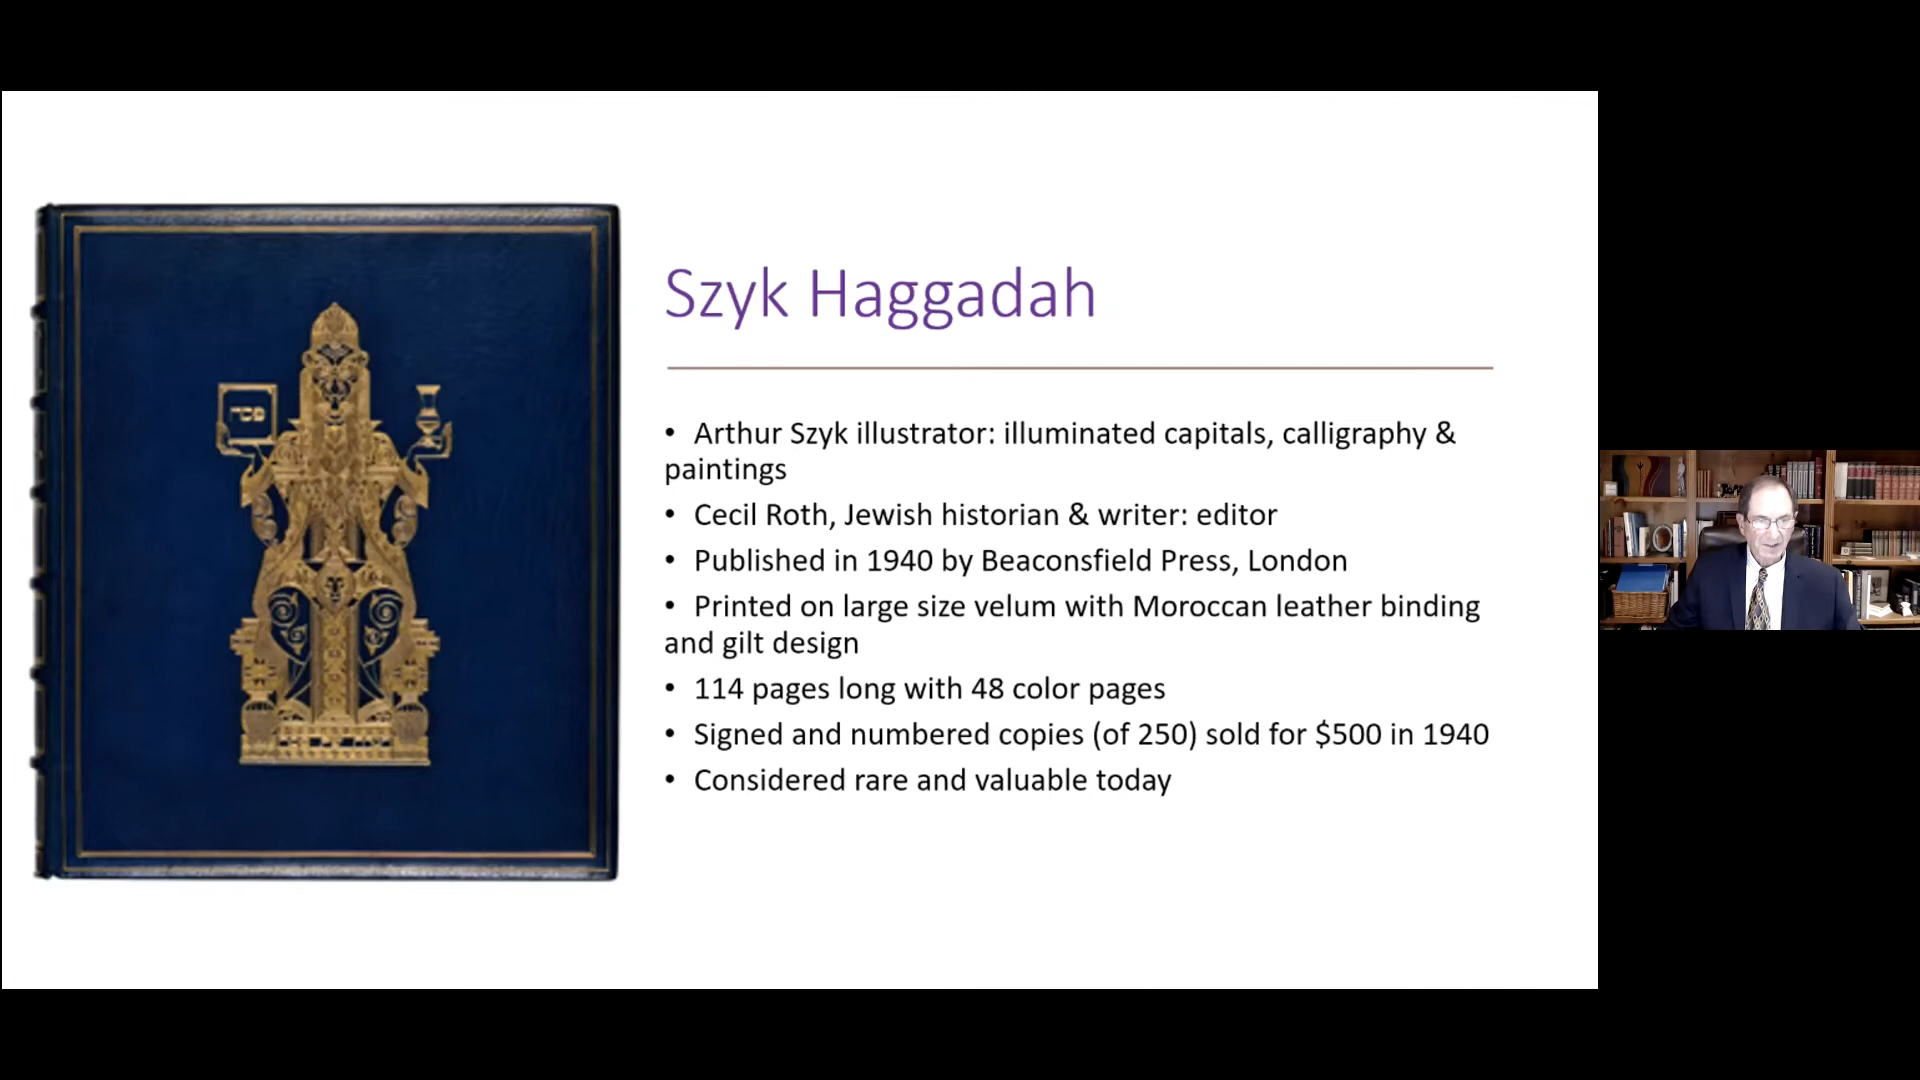 Szyk Haggadah
• Arthur Szyk illustrator: illuminated capitals, calligraphy &
paintings
• Cecil Roth, Jewish historian & writer: editor
• Published in 1940 by Beaconsfield Press, London
• Printed on large size velum with Moroccan leather binding
and gilt design
• 114 pages long with 48 color pages
• Signed and numbered copies (of 250) sold for $500 in 1940
• Considered rare and valuable today